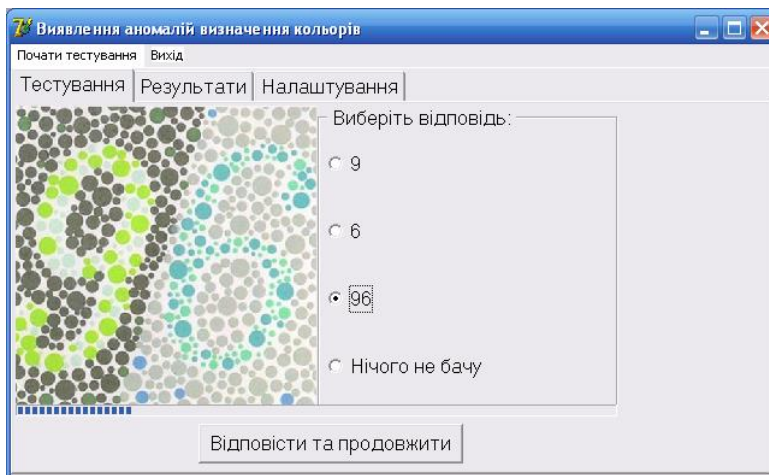 Виявлення аномалій визначення кольорів
Почати тестування Вихід
Тестування Результати Налаштування
96
Виберіть відповідь:
9
6
96
Нічого не бачу
Відповісти та продовжити